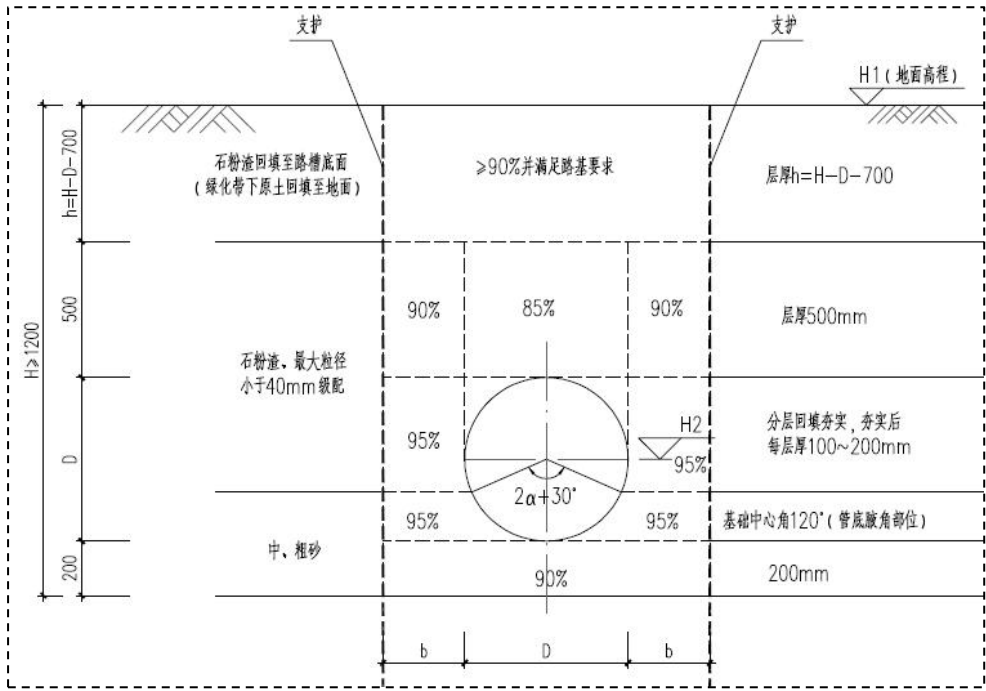 支护
支护
H1(地面高程)
h=H-D-700
石粉渣回填至路槽底面
(绿化带下原土回填至地面)
≥90%并满足路基要求
层厚h=H-D-700
H≥1200
500
90%
85%
90%
层厚500mm
石粉渣、最大粒径
小于40mm级配
D
95%
H2
95%
分层回填夯实,夯实后
每层厚100~200mm
2α+30°
95%
95%
基础中心角120°(管底腋角部位)
中、粗砂
200
90%
200mm
b
D
b